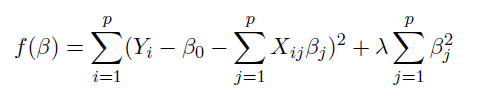 f(β) = ∑_{i=1}^{p} (Y_i − β_0 − ∑_{j=1}^{p} X_{ij}β_j)^2 + λ ∑_{j=1}^{p} β_j^2